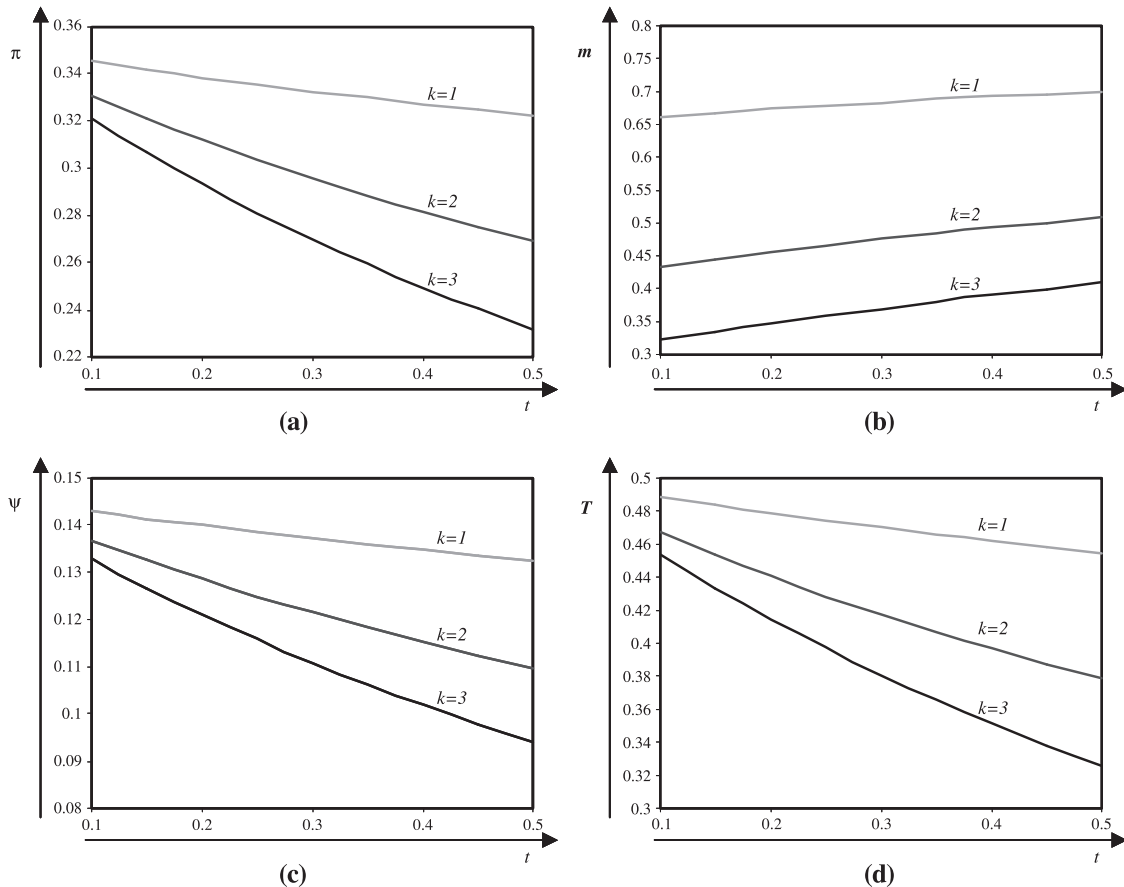 π
0.36
0.34
0.32
0.3
0.28
0.26
0.24
0.22
k=1
k=2
k=3
0.1 0.2 0.3 0.4 0.5
t
(a)
m
0.8
0.75
0.7
0.65
0.6
0.55
0.5
0.45
0.4
0.35
0.3
k=1
k=2
k=3
0.1 0.2 0.3 0.4 0.5
t
(b)
ψ
0.15
0.14
0.13
0.12
0.11
0.1
0.09
0.08
k=1
k=2
k=3
0.1 0.2 0.3 0.4 0.5
t
(c)
T
0.5
0.48
0.46
0.44
0.42
0.4
0.38
0.36
0.34
0.32
0.3
k=1
k=2
k=3
0.1 0.2 0.3 0.4 0.5
t
(d)